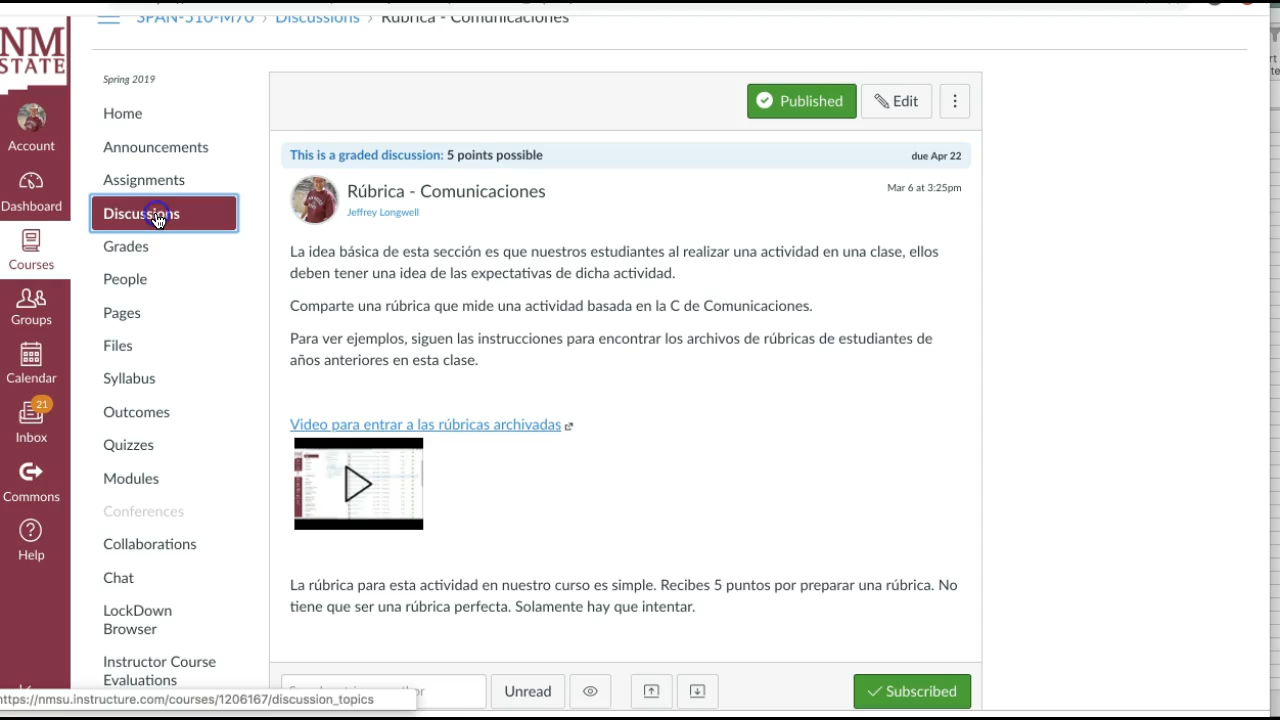 SPAN-510-M70 › Discussions › Rúbrica - Comunicaciones
NM
STATE
Account
Dashboard
Courses
Groups
Calendar
21
Inbox
Commons
Help
Spring 2019
Home
Announcements
Assignments
Discussions
Grades
People
Pages
Files
Syllabus
Outcomes
Quizzes
Modules
Conferences
Collaborations
Chat
LockDown
Browser
Instructor Course
Evaluations
Published
Edit
This is a graded discussion: 5 points possible
due Apr 22
Rúbrica - Comunicaciones
Mar 6 at 3:25pm
Jeffrey Longwell
La idea básica de esta sección es que nuestros estudiantes al realizar una actividad en una clase, ellos
deben tener una idea de las expectativas de dicha actividad.
Comparte una rúbrica que mide una actividad basada en la C de Comunicaciones.
Para ver ejemplos, siguen las instrucciones para encontrar los archivos de rúbricas de estudiantes de
años anteriores en esta clase.
Video para entrar a las rúbricas archivadas
La rúbrica para esta actividad en nuestro curso es simple. Recibes 5 puntos por preparar una rúbrica. No
tiene que ser una rúbrica perfecta. Solamente hay que intentar.
Unread
Subscribed
https://nmsu.instructure.com/courses/1206167/discussion_topics